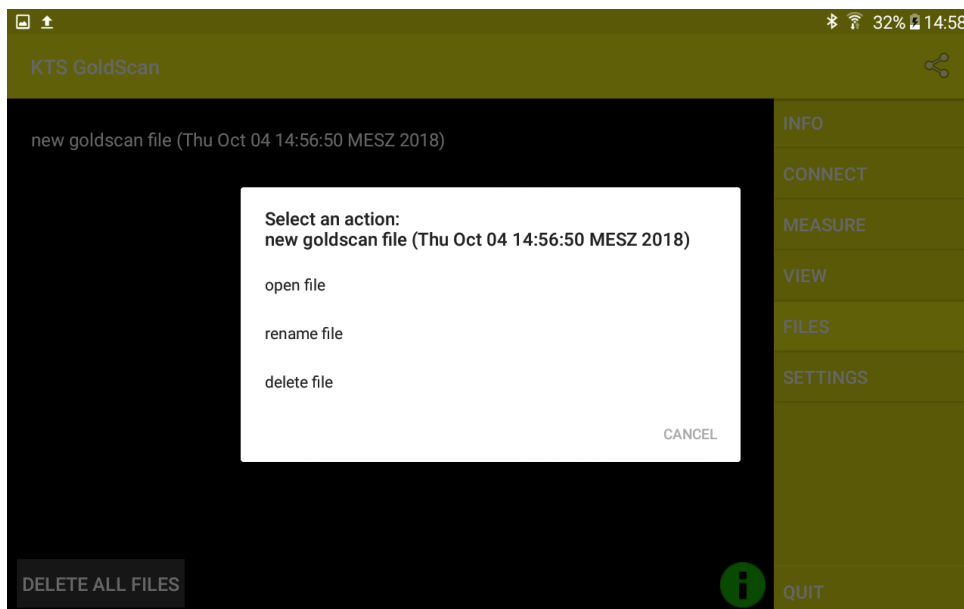 32% 14:58
KTS GoldScan
new goldscan file (Thu Oct 04 14:56:50 MESZ 2018)
INFO
CONNECT
MEASURE
VIEW
FILES
SETTINGS
QUIT
Select an action:
new goldscan file (Thu Oct 04 14:56:50 MESZ 2018)
open file
rename file
delete file
CANCEL
DELETE ALL FILES